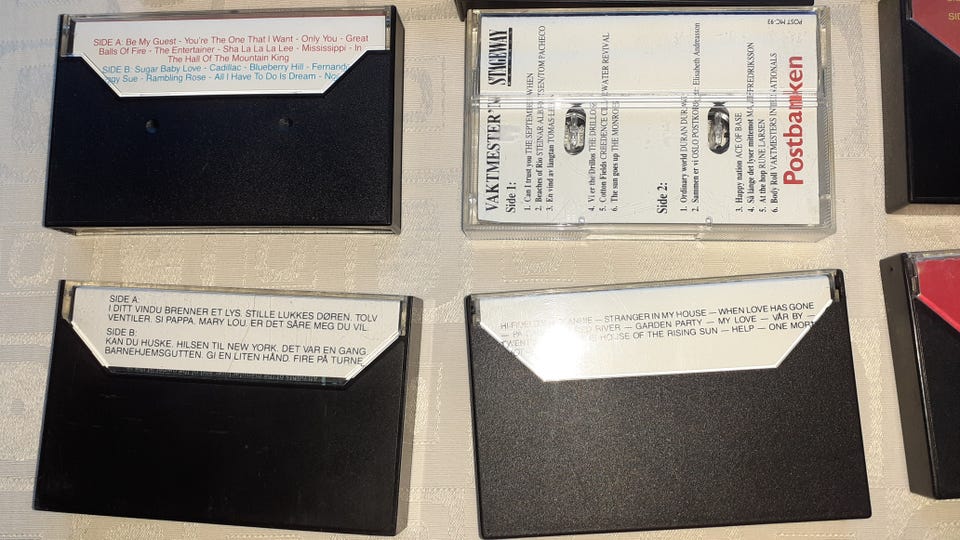 SIDE A: Be My Guest - You're The One That I Want - Only You - Great
Balls Of Fire - The Entertainer - Sha La La La Lee - Mississippi - In
The Hall Of The Mountain King
SIDE B: Sugar Baby Love - Cadillac - Blueberry Hill - Fernando
Sue - Rambling Rose - All I Have To Do Is Dream
VAKTMESTER'N
STAGEWAY
Side 1:
1. Can I trust you THE SEPTEMBER WHEN
2. Beaches of Rio STEINAR TOM PACHECO
3. En vind av längtan TOMAS
4. Vi er the Drillos THE DRILLOS
5. Cotton Fields CREEDENCE WATER REVIVAL
6. The sun goes up THE MONROES
Side 2:
1. Ordinary world DURAN DURAN
2. Sammen er vi OSLO POSTKOR Elisabeth Andreasson
3. Happy nation ACE OF BASE
4. Så länge det lyser mittemot FREDRIKSSON
5. At the hop RUNE LARSEN
6. Body Roll VAKTMESTERS INTERNATIONALS
Postbanken
POST MC-93
SIDE A:
I DITT VINDU BRENNER ET LYS. STILLE LUKKES DØREN. TOLV
VENTILER. SI PAPPA. MARY LOU. ER DET SÅRE MEG DU VIL.
SIDE B:
KAN DU HUSKE. HILSEN TIL NEW YORK. DET VAR EN GANG
BARNEHJEMSGUTTEN. GI EN LITEN HÅND. FIRE PÅ TURNE
— STRANGER IN MY HOUSE — WHEN LOVE HAS GONE
RIVER — GARDEN PARTY — MY LOVE — VÅR BY —
HOUSE OF THE RISING SUN — HELP — ONE